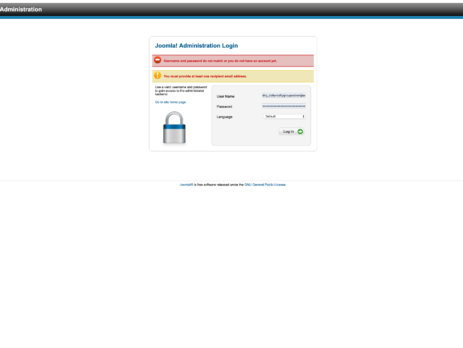 Administration
Joomla! Administration Login
Username and password do not match or you do not have an account yet.
You must provide at least one recipient email address
Use a valid username and password
to gain access to the administrator
backend.
Go to site home page.
User Name
Password
Language
Default
Log in
Joomla!® is free software released under the GNU General Public License.